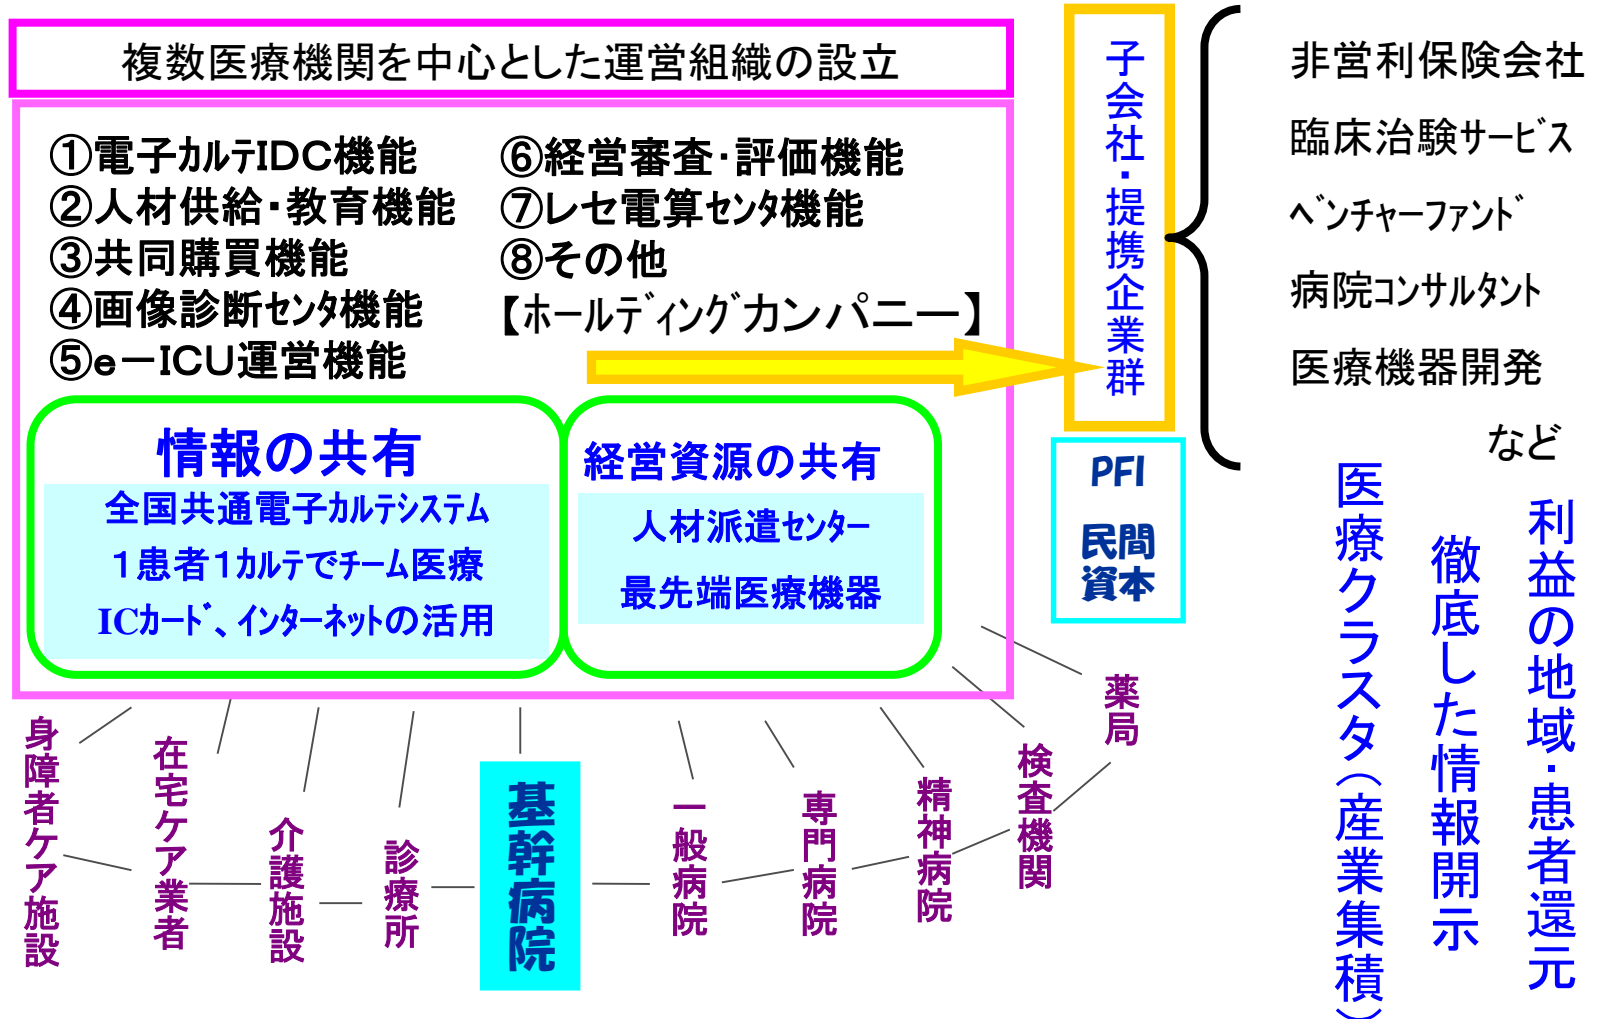 複数医療機関を中心とした運営組織の設立
①電子カルテIDC機能
②人材供給・教育機能
③共同購買機能
④画像診断センタ機能
⑤e－ICU運営機能
⑥経営審査・評価機能
⑦レセ電算センタ機能
⑧その他
【ホールディングカンパニー】
情報の共有
全国共通電子カルテシステム
１患者１カルテでチーム医療
ICカード、インターネットの活用
経営資源の共有
人材派遣センター
最先端医療機器
子会社・提携企業群
PFI
民間
資本
非営利保険会社
臨床治験サービス
ベンチャーファンド
病院コンサルタント
医療機器開発
など
利益の地域・患者還元
徹底した情報開示
医療クラスタ（産業集積）
身障者ケア施設
在宅ケア業者
介護施設
診療所
基幹病院
一般病院
専門病院
精神病院
検査機関
薬局